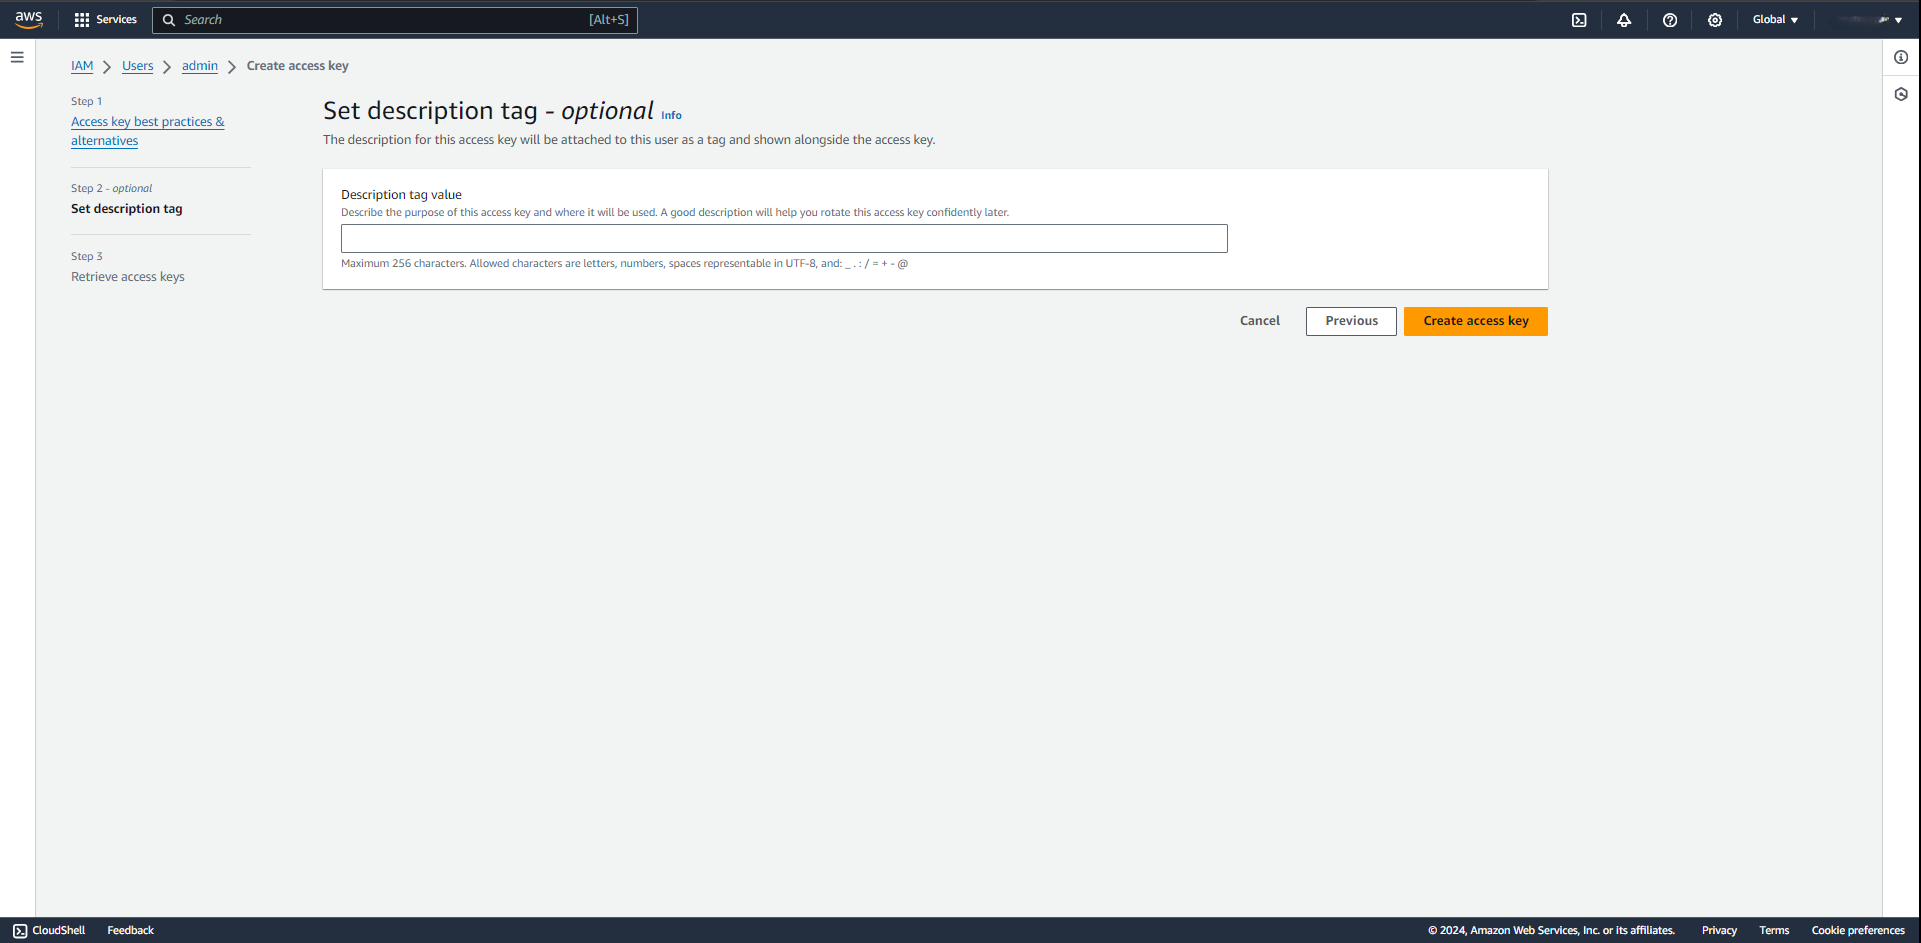 aws Services Search [Alt+S] Global
IAM Users admin Create access key
Step 1
Access key best practices &
alternatives
Step 2 - optional
Set description tag
Step 3
Retrieve access keys
Set description tag - optional Info
The description for this access key will be attached to this user as a tag and shown alongside the access key.
Description tag value
Describe the purpose of this access key and where it will be used. A good description will help you rotate this access key confidently later.
Maximum 256 characters. Allowed characters are letters, numbers, spaces representable in UTF-8, and: _ . : / = + - @
Cancel Previous Create access key
CloudShell Feedback © 2024, Amazon Web Services, Inc. or its affiliates. Privacy Terms Cookie preferences